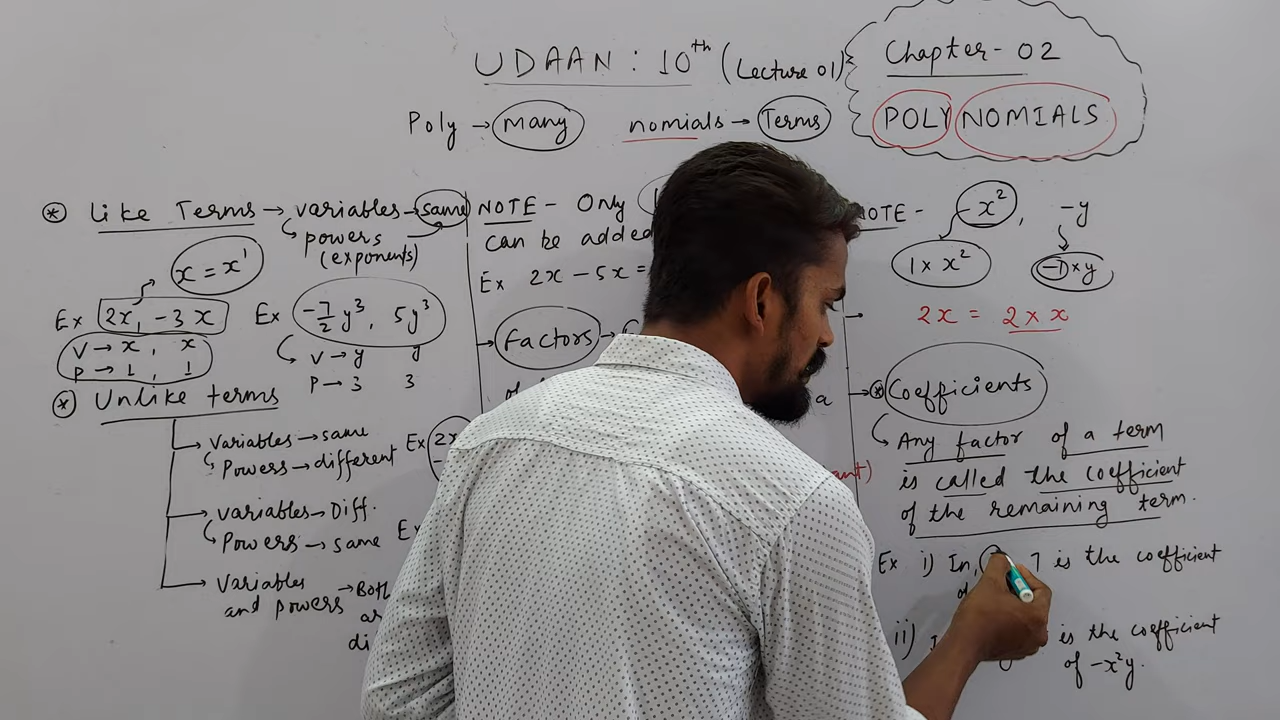 UDAAN : 10th (Lecture 01)
Chapter - 02
POLYNOMIALS
Poly → many nomials → Terms
* Like Terms → variables → same
powers
(exponents)
x = x¹
Ex 2x, -3x
V → x, x
P → 1, 1
Ex -7/2 y³, 5y³
V → y y
P → 3 3
* Unlike terms
Variables → same
Powers → different
Variables → Diff.
Powers → same
Variables and powers → Both
Ex 2x
Ex
NOTE - Only
can be added
Ex 2x - 5x =
Factors →
a
OTE - -x², -y
1 × x² -1 × y
2x = 2 × x
* Coefficients
Any factor of a term
is called the coefficient
of the remaining term.
Ex i) In, 7 is the coefficient
ii) is the coefficient
of -x²y.